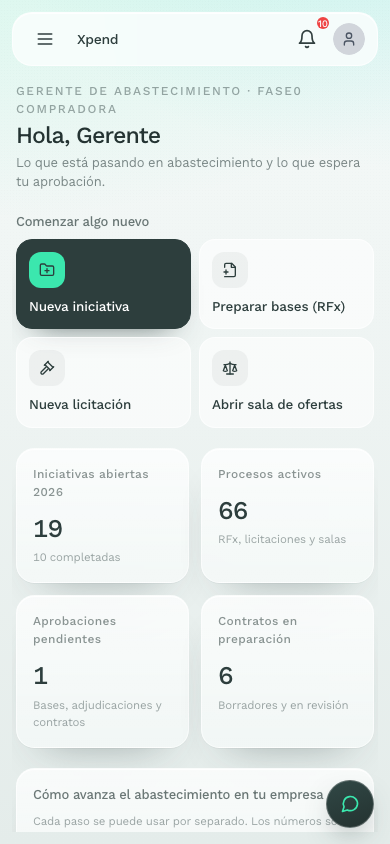 Xpend
10
GERENTE DE ABASTECIMIENTO · FASE0
COMPRADORA
Hola, Gerente
Lo que está pasando en abastecimiento y lo que espera
tu aprobación.
Comenzar algo nuevo
Nueva iniciativa
Preparar bases (RFx)
Nueva licitación
Abrir sala de ofertas
Iniciativas abiertas
2026
19
10 completadas
Procesos activos
66
RFx, licitaciones y salas
Aprobaciones
pendientes
1
Bases, adjudicaciones y
contratos
Contratos en
preparación
6
Borradores y en revisión
Cómo avanza el abastecimiento en tu empresa
Cada paso se puede usar por separado. Los números